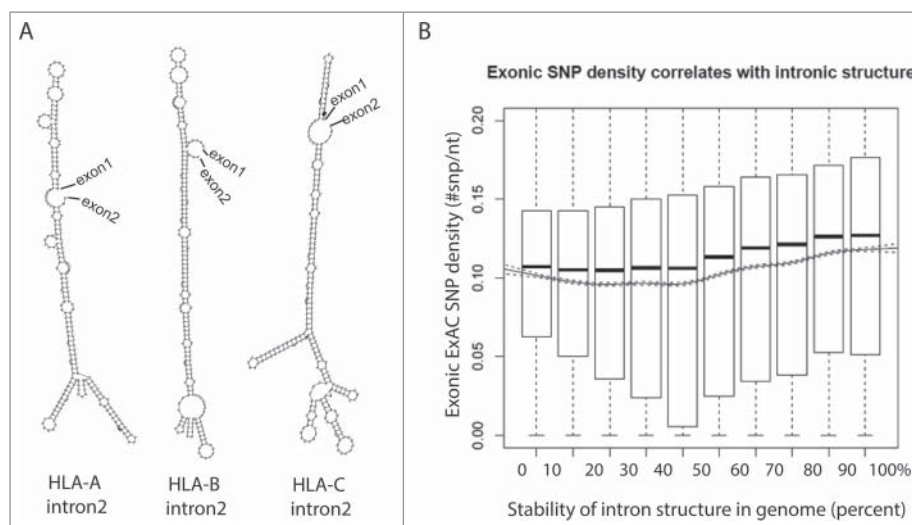 A
exon1
exon2
exon1
exon2
exon1
exon2
HLA-A
intron2
HLA-B
intron2
HLA-C
intron2
B
Exonic SNP density correlates with intronic structure
Exonic ExAC SNP density (#snp/nt)
0.20
0.15
0.10
0.05
0.00
0 10 20 30 40 50 60 70 80 90 100%
Stability of intron structure in genome (percent)